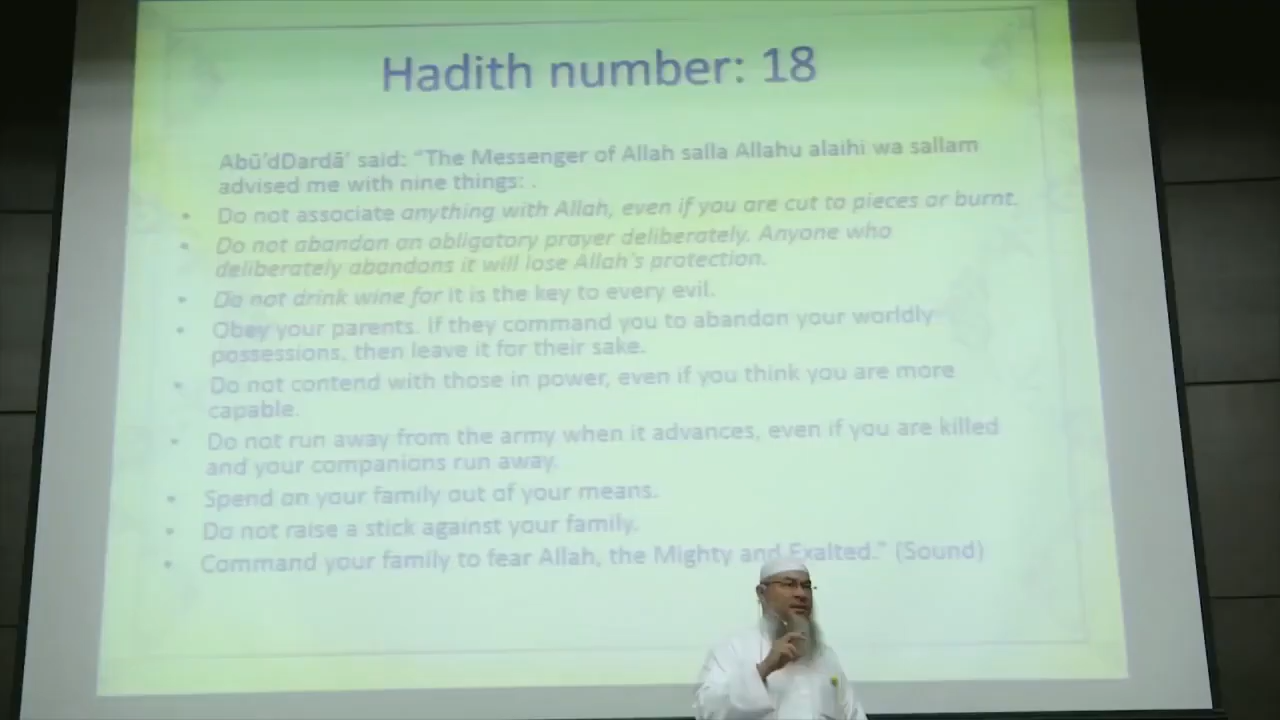 Hadith number: 18
Abū'dDardā' said: "The Messenger of Allah salla Allahu alaihi wa sallam
advised me with nine things: .
• Do not associate anything with Allah, even if you are cut to pieces or burnt.
• Do not abandon an obligatory prayer deliberately. Anyone who
deliberately abandons it will lose Allah's protection.
• Do not drink wine for it is the key to every evil.
• Obey your parents. If they command you to abandon your worldly
possessions, then leave it for their sake.
• Do not contend with those in power, even if you think you are more
capable.
• Do not run away from the army when it advances, even if you are killed
and your companions run away.
• Spend on your family out of your means.
• Do not raise a stick against your family.
• Command your family to fear Allah, the Mighty and Exalted." (Sound)